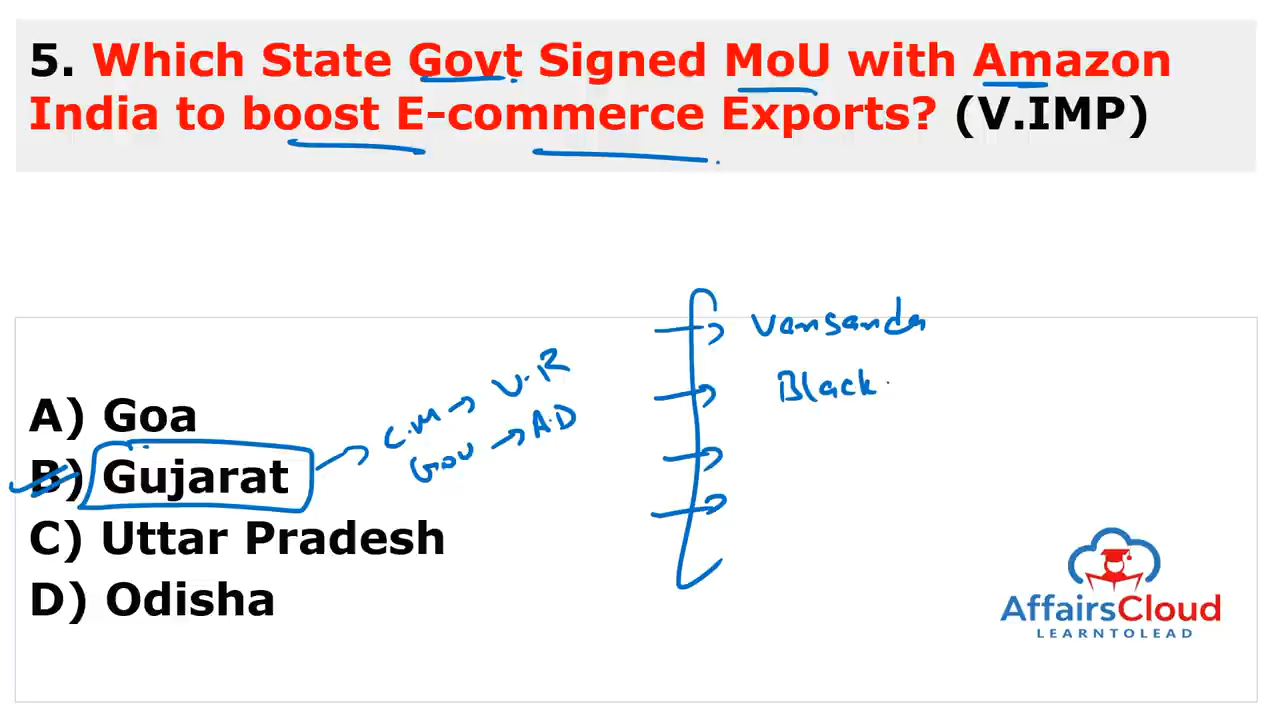 5. Which State Govt Signed MoU with Amazon
India to boost E-commerce Exports? (V.IMP)
Vansanda
Black
A) Goa
C.M → V.R
Gov → A.D
B) Gujarat
C) Uttar Pradesh
D) Odisha
AffairsCloud
LEARNTOLEAD